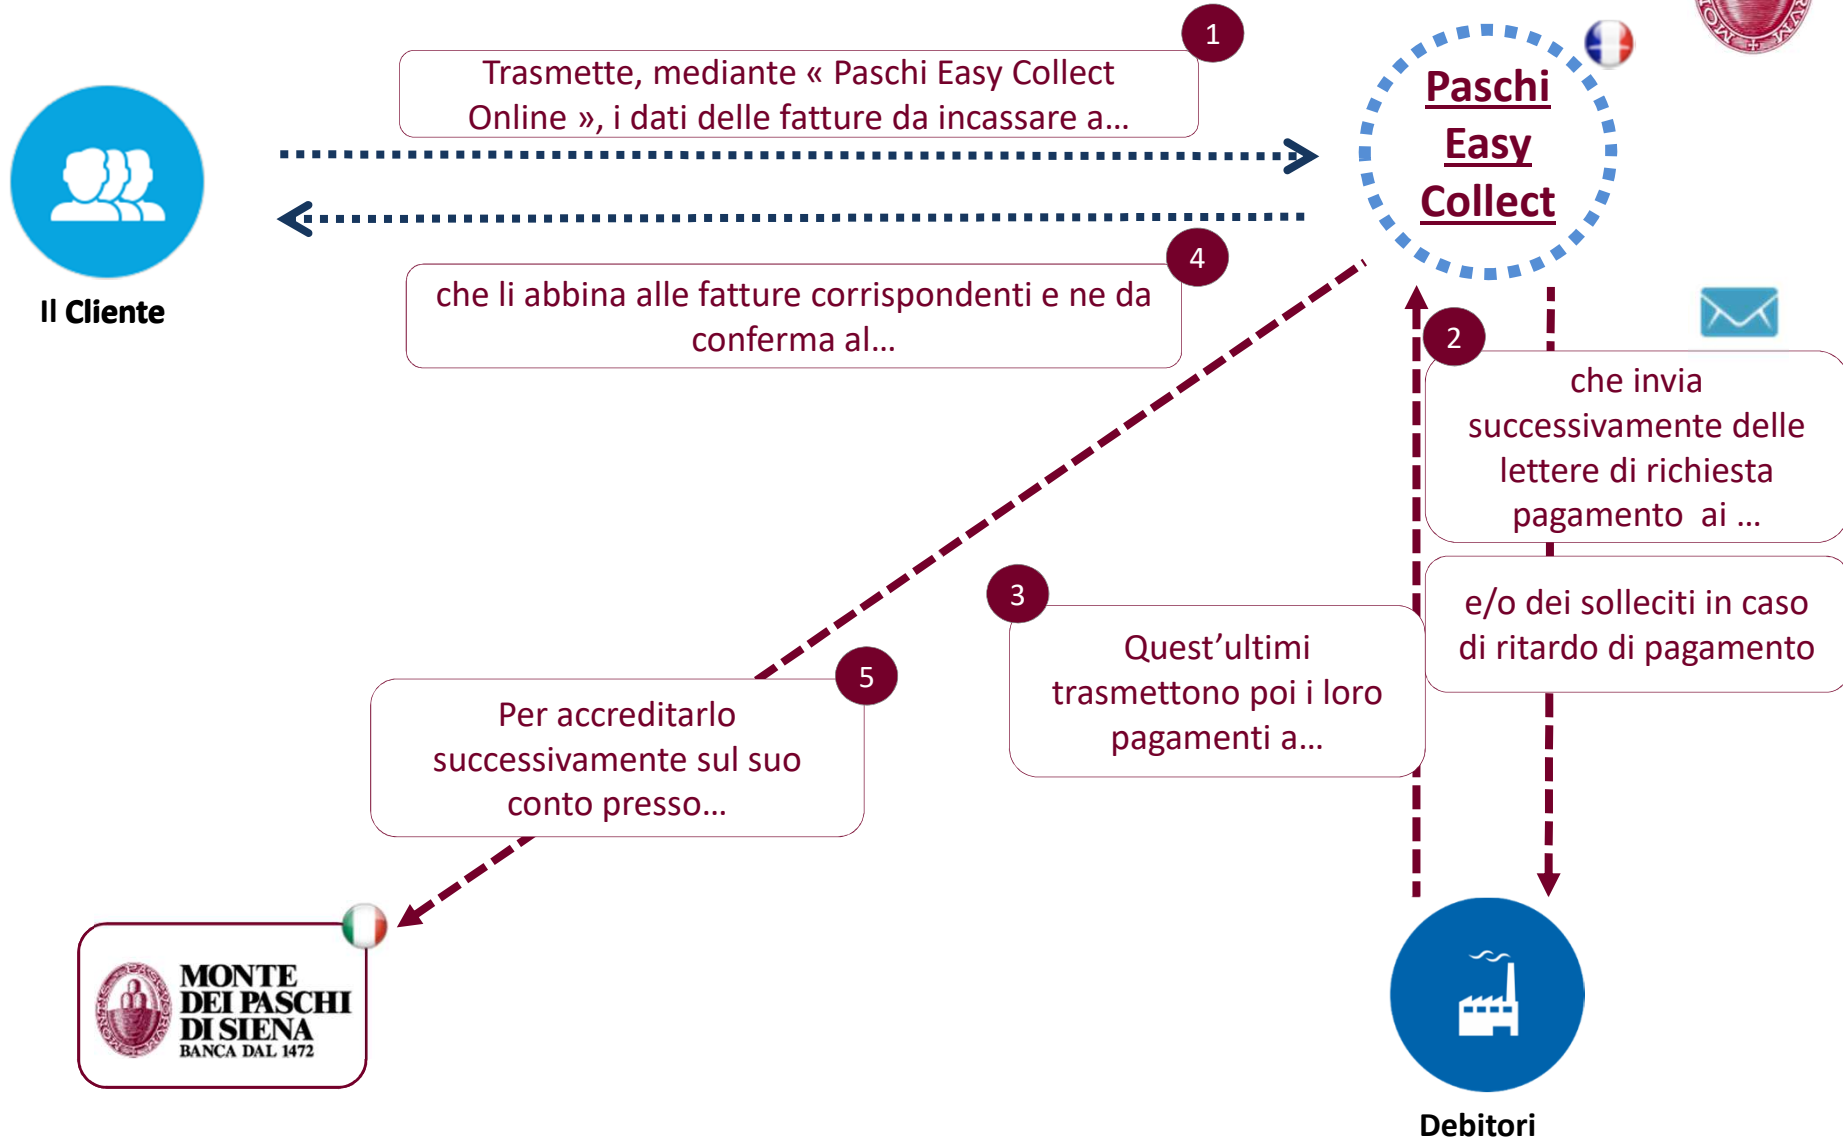 1
Trasmette, mediante « Paschi Easy Collect
Online », i dati delle fatture da incassare a...
Paschi
Easy
Collect
Il Cliente
4
che li abbina alle fatture corrispondenti e ne da
conferma al...
2
che invia
successivamente delle
lettere di richiesta
pagamento ai ...
e/o dei solleciti in caso
di ritardo di pagamento
3
Quest’ultimi
trasmettono poi i loro
pagamenti a...
5
Per accreditarlo
successivamente sul suo
conto presso...
MONTE
DEI PASCHI
DI SIENA
BANCA DAL 1472
Debitori